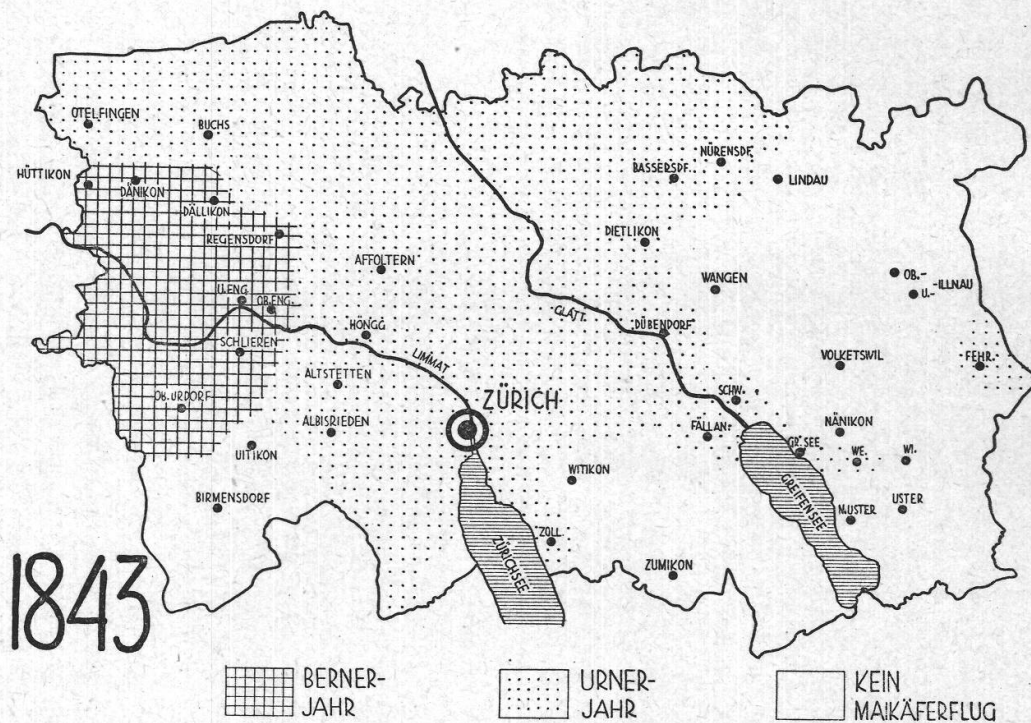 OTELFINGEN
BUCHS
HÜTTIKON
DÄNIKON
DÄLLIKON
REGENSDORF
NÜRENSDF.
BASSERSDF.
LINDAU
DIETLIKON
AFFOLTERN
WANGEN
OB.-
U.-
-ILLNAU
U.ENG.
OB.ENG.
GLATT
DÜBENDORF
HÖNGG
LIMMAT
SCHLIEREN
VOLKETSWIL
FEHR.
ALTSTETTEN
SCHW.
OB.URDORF
ZÜRICH
ALBISRIEDEN
FÄLLAN.
NÄNIKON
UITIKON
GR.SEE
WE.
WI.
WITIKON
GREIFENSEE
BIRMENSDORF
N.USTER
USTER
ZOLL.
ZÜRICHSEE
ZUMIKON
1843
BERNER-
JAHR
URNER-
JAHR
KEIN
MAIKÄFERFLUG